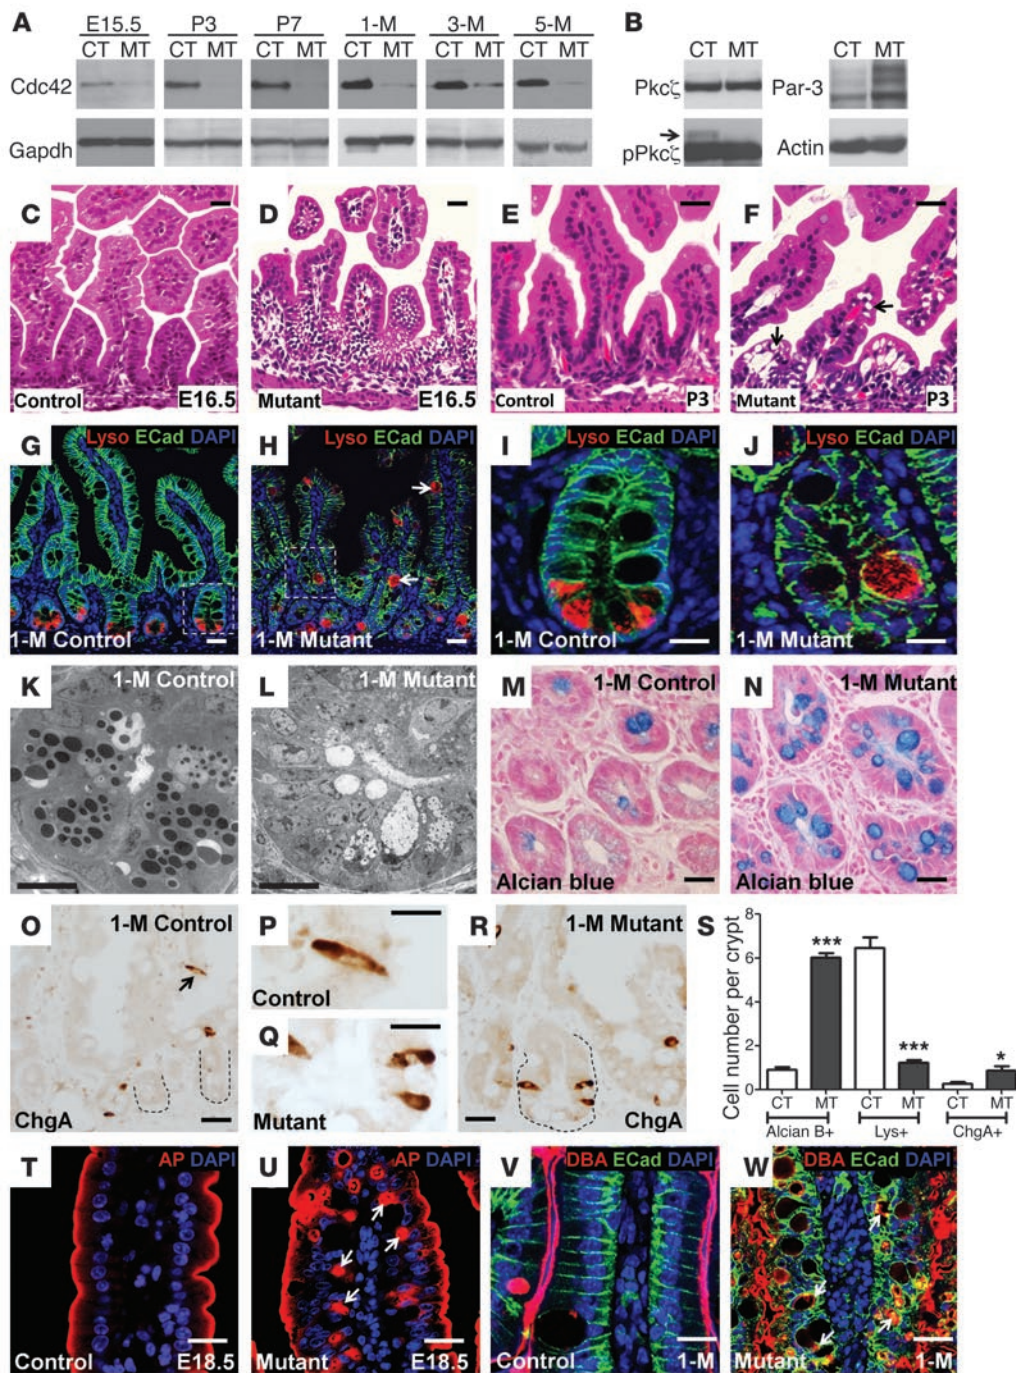 A
E15.5 P3 P7 1-M 3-M 5-M
CT MT CT MT CT MT CT MT CT MT CT MT
Cdc42
Gapdh
B
CT MT CT MT
Pkcζ Par-3
pPkcζ Actin
C Control E16.5
D Mutant E16.5
E Control P3
F Mutant P3
G Lyso ECad DAPI
1-M Control
H Lyso ECad DAPI
1-M Mutant
I Lyso ECad DAPI
1-M Control
J Lyso ECad DAPI
1-M Mutant
K 1-M Control
L 1-M Mutant
M 1-M Control
Alcian blue
N 1-M Mutant
Alcian blue
O 1-M Control
ChgA
P
Control
Q
Mutant
R 1-M Mutant
ChgA
S
Cell number per crypt
8
6
4
2
0
*** *** *
CT MT CT MT CT MT
Alcian B+ Lys+ ChgA+
T AP DAPI
Control E18.5
U AP DAPI
Mutant E18.5
V DBA ECad DAPI
Control 1-M
W DBA ECad DAPI
Mutant 1-M